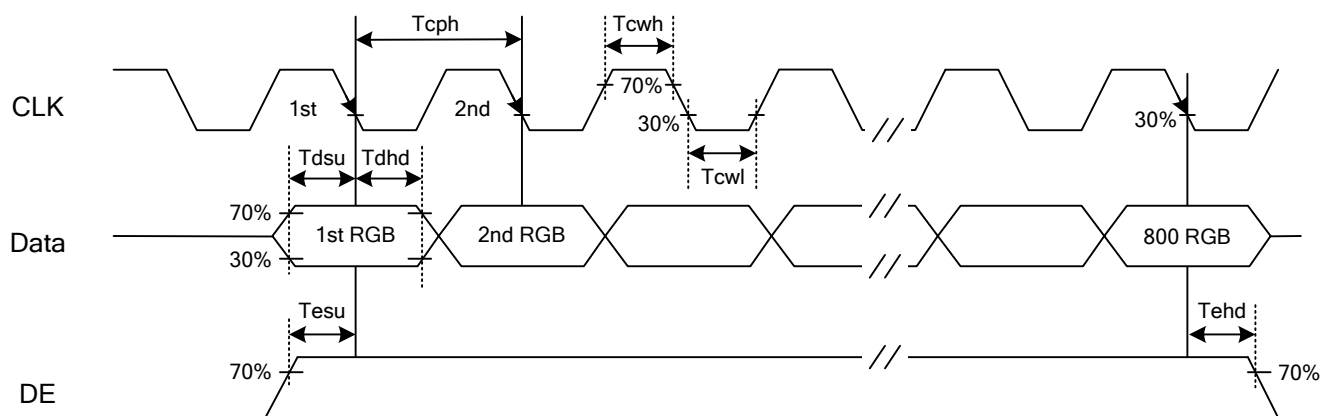 Tcph
Tcwh
CLK
1st
2nd
70%
30%
30%
Tcwl
Tdsu
Tdhd
70%
Data
1st RGB
2nd RGB
800 RGB
30%
Tesu
Tehd
70%
70%
DE